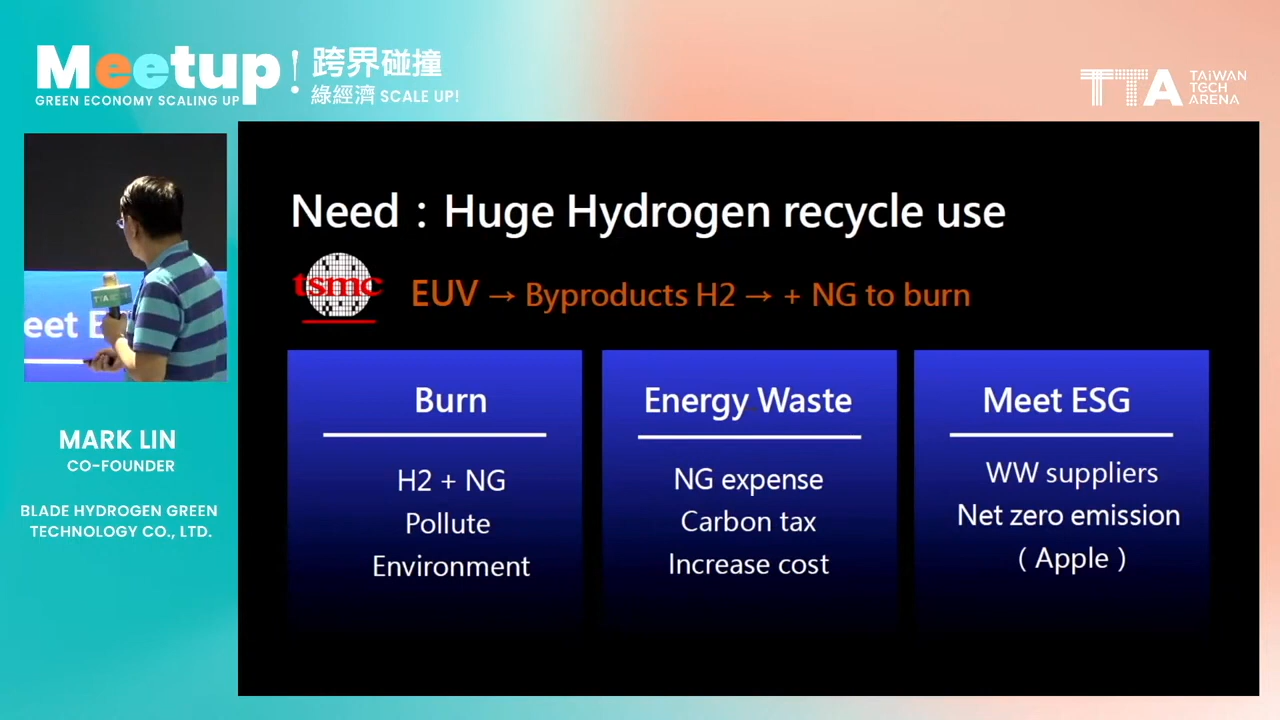 Meetup!
GREEN ECONOMY SCALING UP
跨界碰撞
綠經濟 SCALE UP!
TTA TAIWAN TECH ARENA
Need：Huge Hydrogen recycle use
tsmc
EUV → Byproducts H2 → + NG to burn
Burn
H2 + NG
Pollute
Environment
Energy Waste
NG expense
Carbon tax
Increase cost
Meet ESG
WW suppliers
Net zero emission
( Apple )
TTA
eet E
MARK LIN
CO-FOUNDER
BLADE HYDROGEN GREEN
TECHNOLOGY CO., LTD.